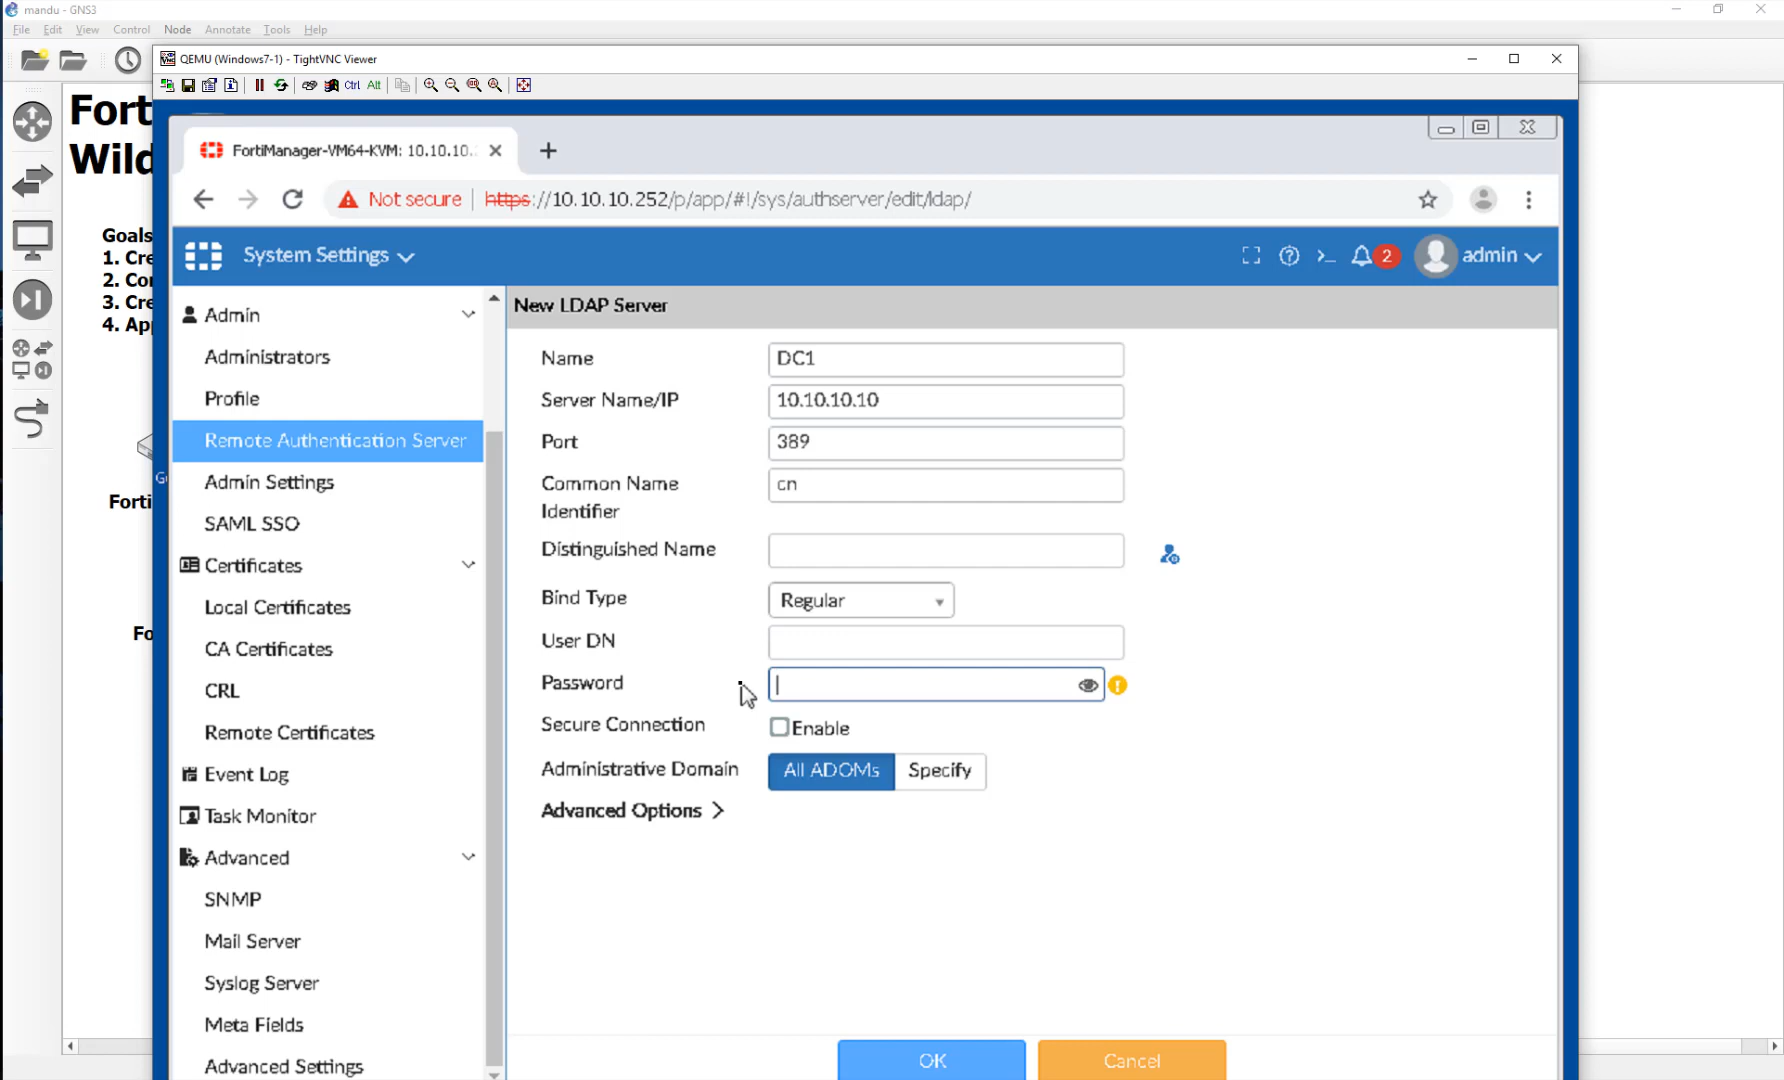 mandu - GNS3
File Edit View Control Node Annotate Tools Help
QEMU (Windows7-1) - TightVNC Viewer
Ctrl Alt
Fort
Wild
Goals
1. Cre
2. Con
3. Cre
4. App
Forti
Fo
FortiManager-VM64-KVM: 10.10.10.
Not secure https://10.10.10.252/p/app/#!/sys/authserver/edit/ldap/
System Settings
2
admin
Admin
Administrators
Profile
Remote Authentication Server
Admin Settings
SAML SSO
Certificates
Local Certificates
CA Certificates
CRL
Remote Certificates
Event Log
Task Monitor
Advanced
SNMP
Mail Server
Syslog Server
Meta Fields
Advanced Settings
New LDAP Server
Name DC1
Server Name/IP 10.10.10.10
Port 389
Common Name Identifier cn
Distinguished Name
Bind Type Regular
User DN
Password
Secure Connection Enable
Administrative Domain All ADOMs Specify
Advanced Options >
OK Cancel